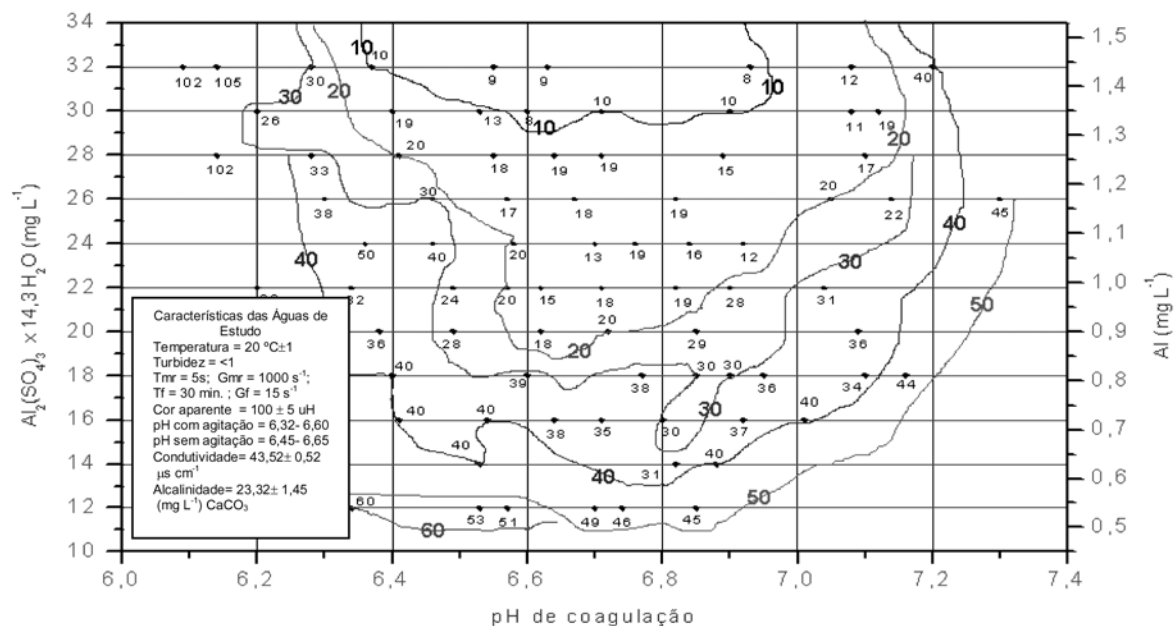 34
32
30
28
26
24
22
20
18
16
14
12
10
Al₂(SO₄)₃ x 14,3 H₂O (mg L⁻¹)
10 10 9 9 8 12 40
102 105 30 20 10
30
26 19 13 8 10 10 10 11 19
20
102 33 20 18 19 19 15 17
38 30 17 18 19 20 22 45
40
40 50 40 20 13 19 16 12 30
32 24 20 15 18 19 28 31 50
36 28 18 20 20 29 36
40 39 38 30 30 36 34 44
30
40 40 38 35 30 37 40
40 40 31 40
50
60 53 51 49 46 45
60
Características das Águas de
Estudo
Temperatura = 20 ºC±1
Turbidez = <1
Tmr = 5s; Gmr = 1000 s⁻¹;
Tf = 30 min. ; Gf = 15 s⁻¹
Cor aparente = 100 ± 5 uH
pH com agitação = 6,32- 6,60
pH sem agitação = 6,45- 6,65
Condutividade= 43,52± 0,52
μs cm⁻¹
Alcalinidade= 23,32± 1,45
(mg L⁻¹) CaCO₃
1,5
1,4
1,3
1,2
1,1
1,0
0,9
0,8
0,7
0,6
0,5
Al (mg L⁻¹)
6,0 6,2 6,4 6,6 6,8 7,0 7,2 7,4
pH de coagulação